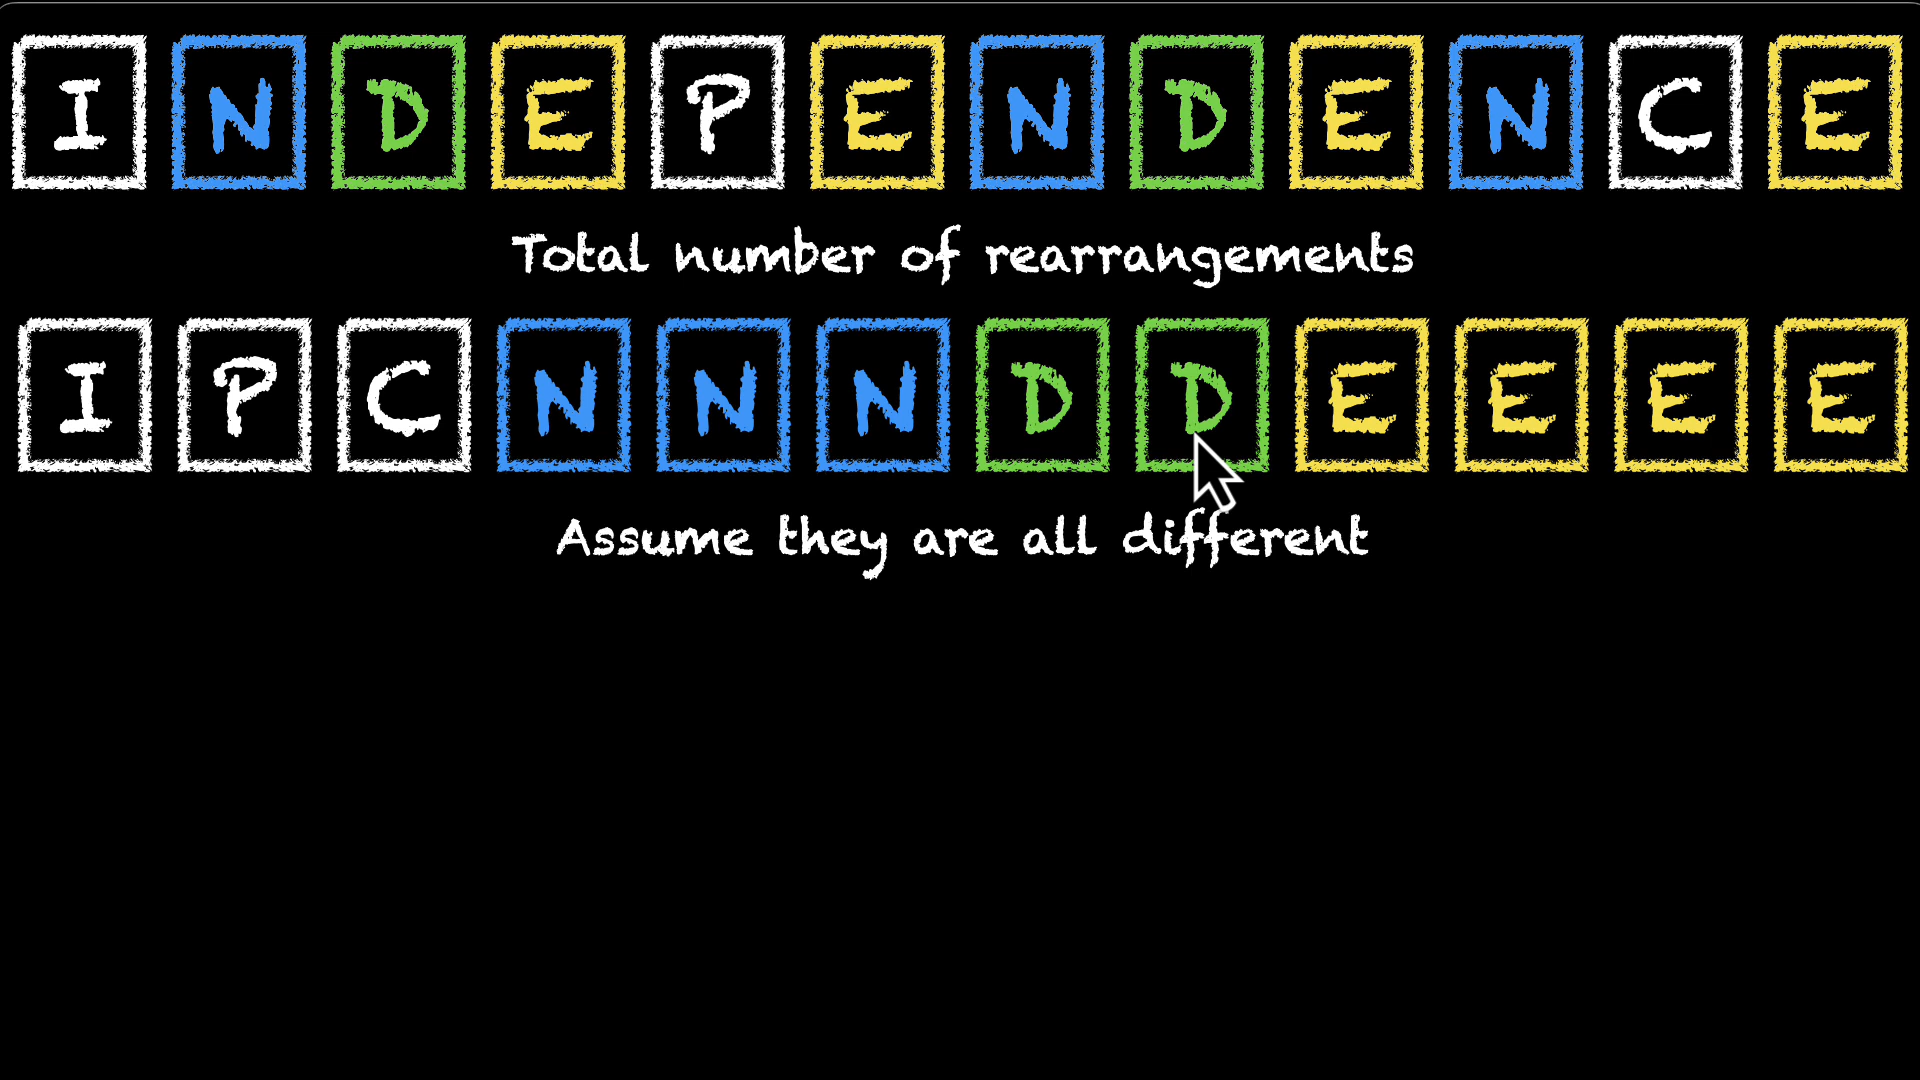 I N D E P E N D E N C E
Total number of rearrangements
I P C N N N D D E E E E
Assume they are all different